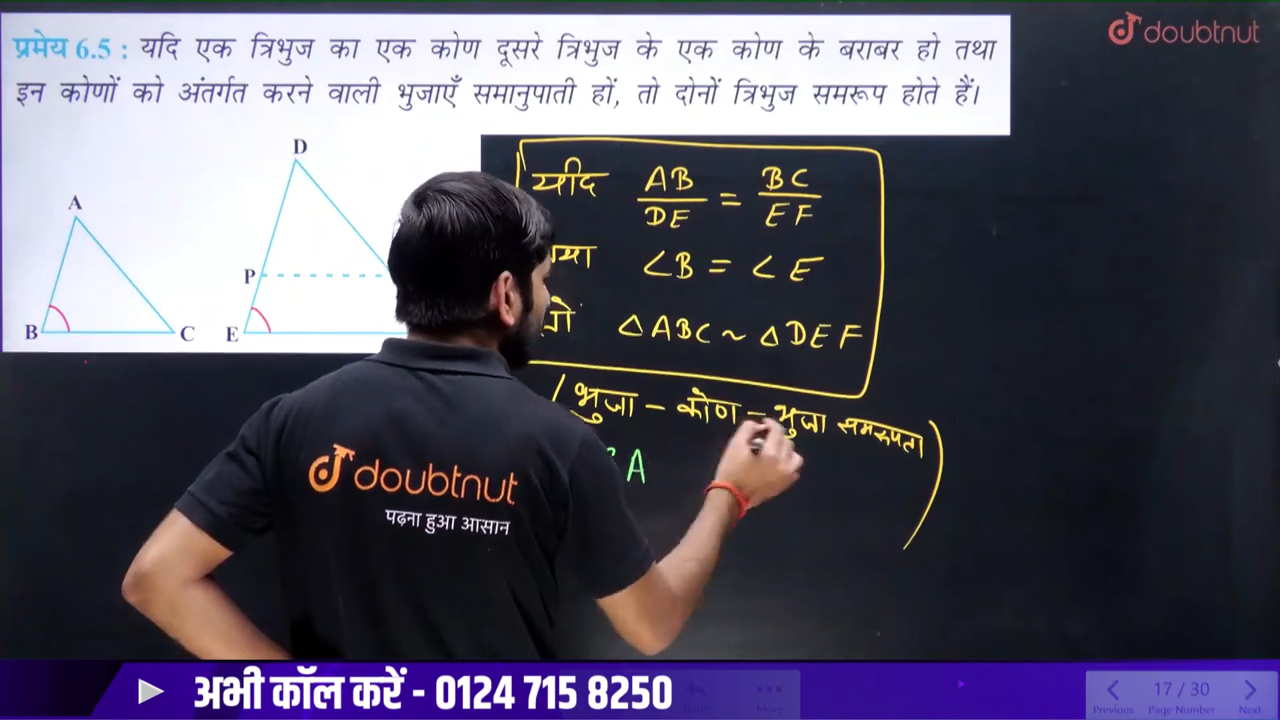 प्रमेय 6.5 : यदि एक त्रिभुज का एक कोण दूसरे त्रिभुज के एक कोण के बराबर हो तथा
इन कोणों को अंतर्गत करने वाली भुजाएँ समानुपाती हों, तो दोनों त्रिभुज समरूप होते हैं।
doubtnut
D
A
P
B
C
E
यदि AB/DE = BC/EF
∠B = ∠E
△ABC ~ △DEF
(भुजा - कोण - भुजा समरूपता)
A
doubtnut
पढ़ना हुआ आसान
अभी कॉल करें - 0124 715 8250
More
17 / 30
Previous Page Number Next